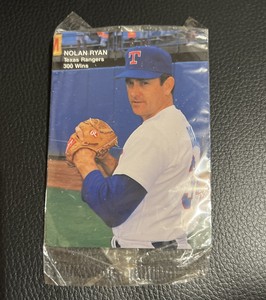 NOLAN RYAN
Texas Rangers
300 Wins
T
R